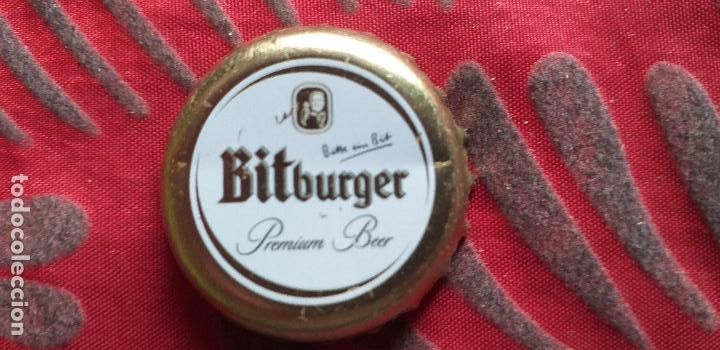 Bitte ein Bit
Bitburger
Premium Beer
todocoleccion